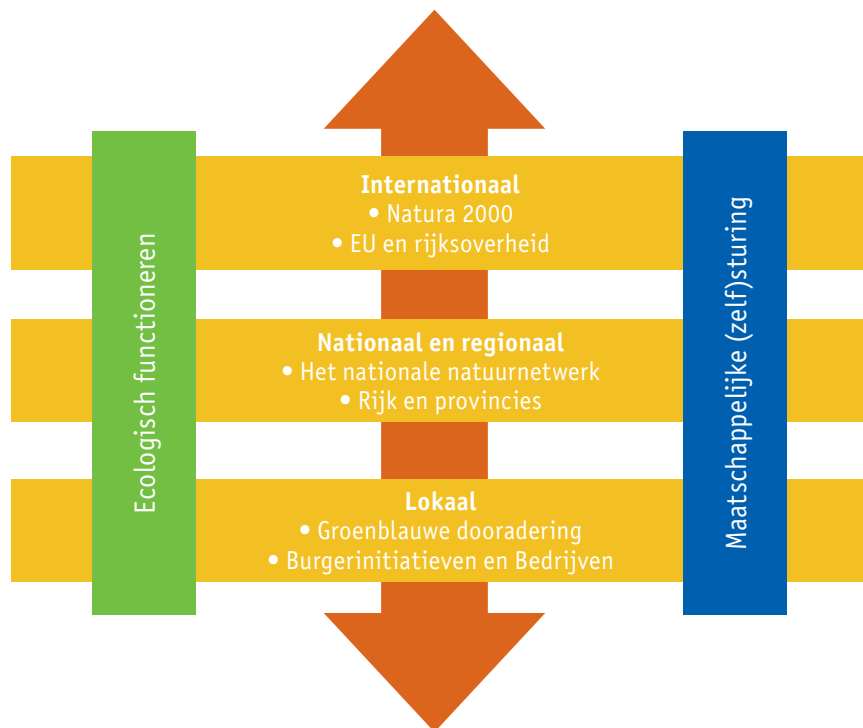 Ecologisch functioneren
Internationaal
• Natura 2000
• EU en rijksoverheid
Nationaal en regionaal
• Het nationale natuurnetwerk
• Rijk en provincies
Lokaal
• Groenblauwe dooradering
• Burgerinitiatieven en Bedrijven
Maatschappelijke (zelf)sturing